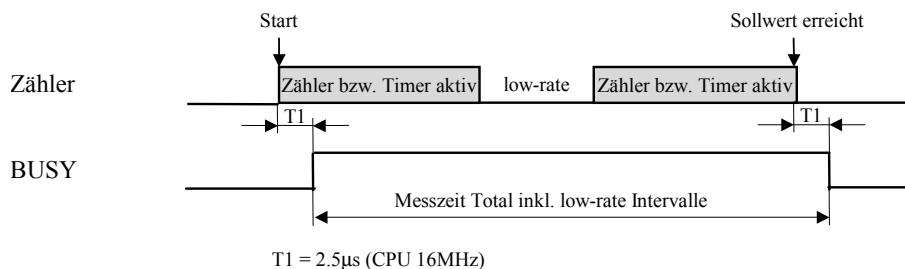 Start
Sollwert erreicht
Zähler
Zähler bzw. Timer aktiv
low-rate
Zähler bzw. Timer aktiv
T1
T1
BUSY
Messzeit Total inkl. low-rate Intervalle
T1 = 2.5μs (CPU 16MHz)